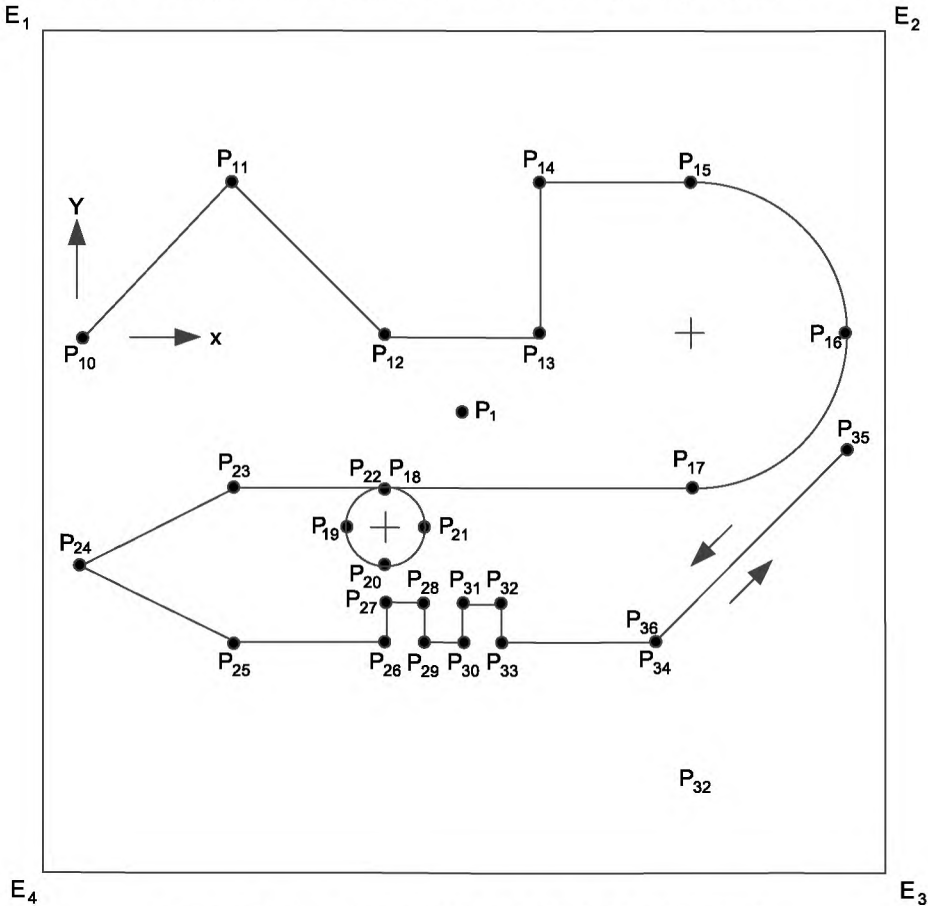 E₁ E₂
P₁₁ P₁₄ P₁₅
Y
x
P₁₀ P₁₂ P₁₃ P₁₆
P₁
P₃₅
P₂₃ P₂₂ P₁₈ P₁₇
P₁₉ P₂₁
P₂₄
P₂₀
P₂₇ P₂₈ P₃₁ P₃₂
P₃₆
P₂₅ P₂₆ P₂₉ P₃₀ P₃₃ P₃₄
P₃₂
E₄ E₃